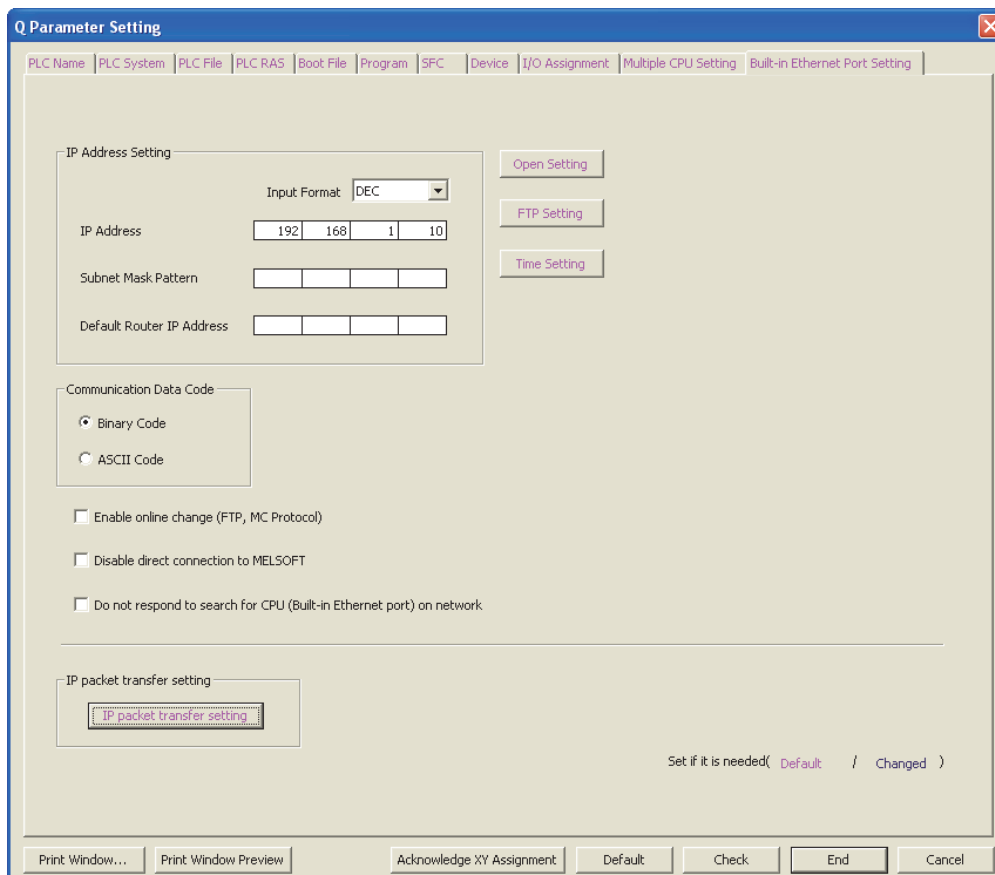 Q Parameter Setting
PLC Name PLC System PLC File PLC RAS Boot File Program SFC Device I/O Assignment Multiple CPU Setting Built-in Ethernet Port Setting
IP Address Setting
Input Format DEC
IP Address 192 168 1 10
Subnet Mask Pattern
Default Router IP Address
Open Setting
FTP Setting
Time Setting
Communication Data Code
Binary Code
ASCII Code
Enable online change (FTP, MC Protocol)
Disable direct connection to MELSOFT
Do not respond to search for CPU (Built-in Ethernet port) on network
IP packet transfer setting
IP packet transfer setting
Set if it is needed( Default / Changed )
Print Window... Print Window Preview Acknowledge XY Assignment Default Check End Cancel